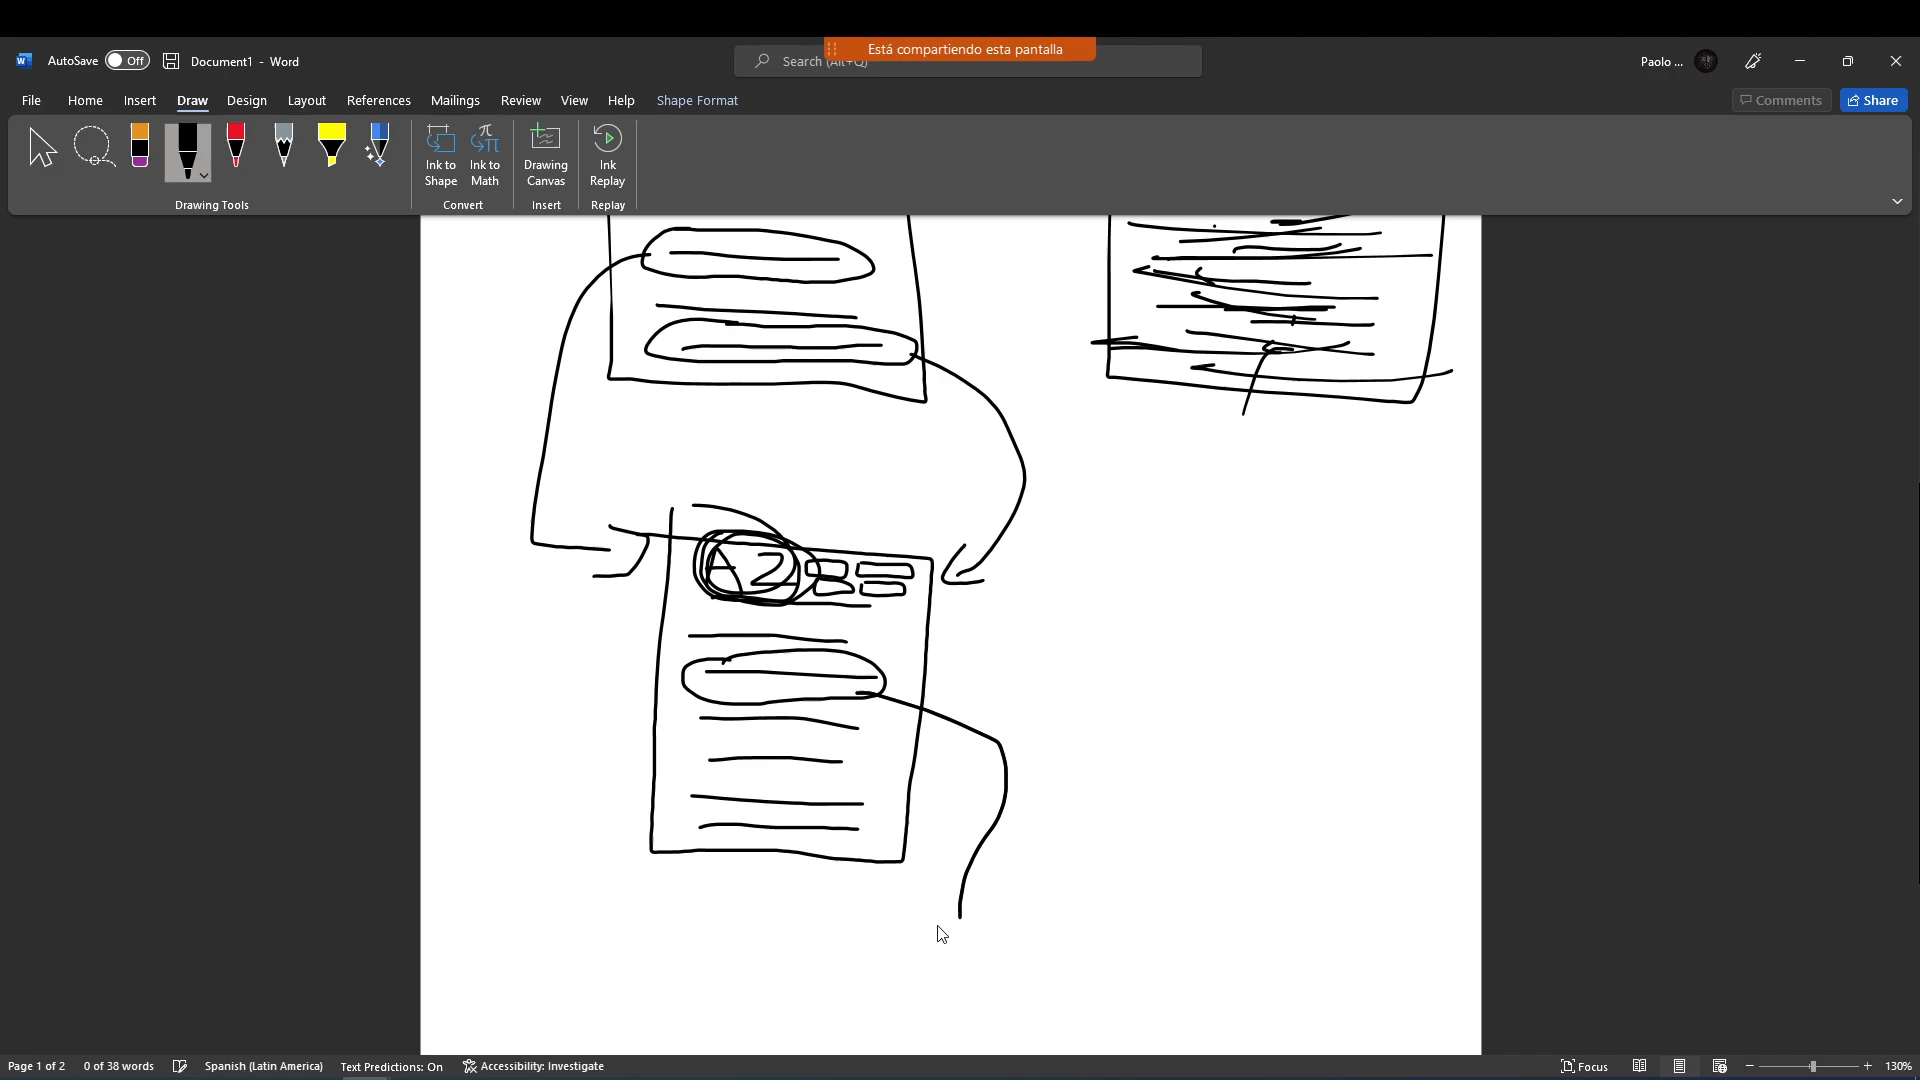 Está compartiendo esta pantalla
AutoSave Off Document1 - Word Search (Alt+Q) Paolo ...
File Home Insert Draw Design Layout References Mailings Review View Help Shape Format Comments Share
Ink to Shape
Ink to Math
Drawing Canvas
Ink Replay
Drawing Tools Convert Insert Replay
A 2
Page 1 of 2 0 of 38 words Spanish (Latin America) Text Predictions: On Accessibility: Investigate Focus 130%